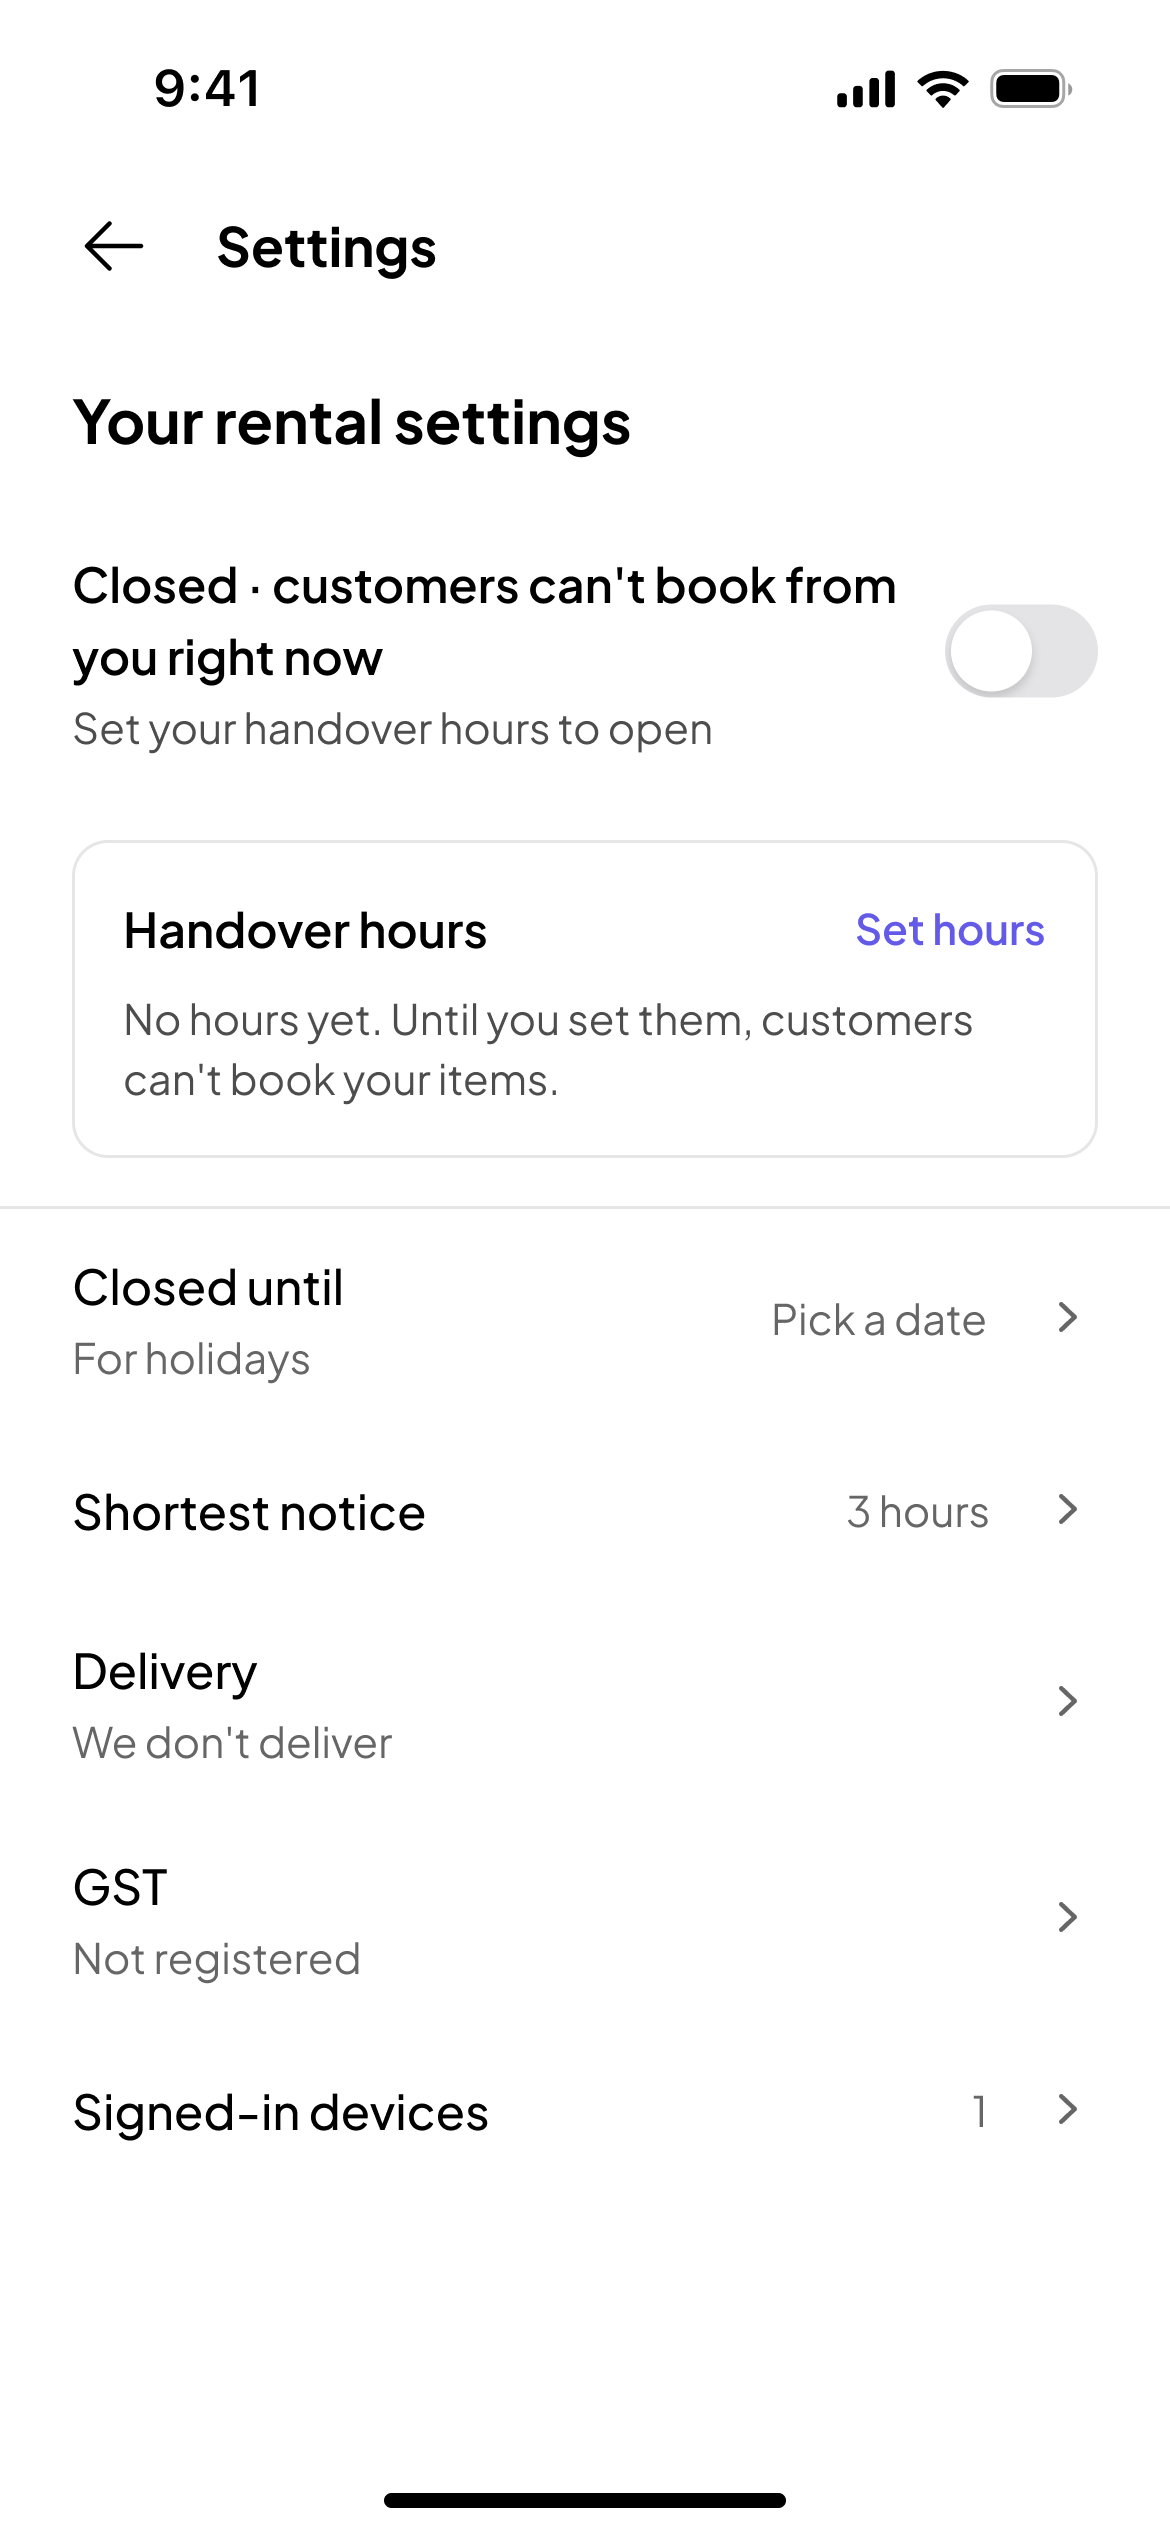 9:41
Settings
Your rental settings
Closed · customers can't book from
you right now
Set your handover hours to open
Handover hours
Set hours
No hours yet. Until you set them, customers
can't book your items.
Closed until
For holidays
Pick a date
Shortest notice
3 hours
Delivery
We don't deliver
GST
Not registered
Signed-in devices
1